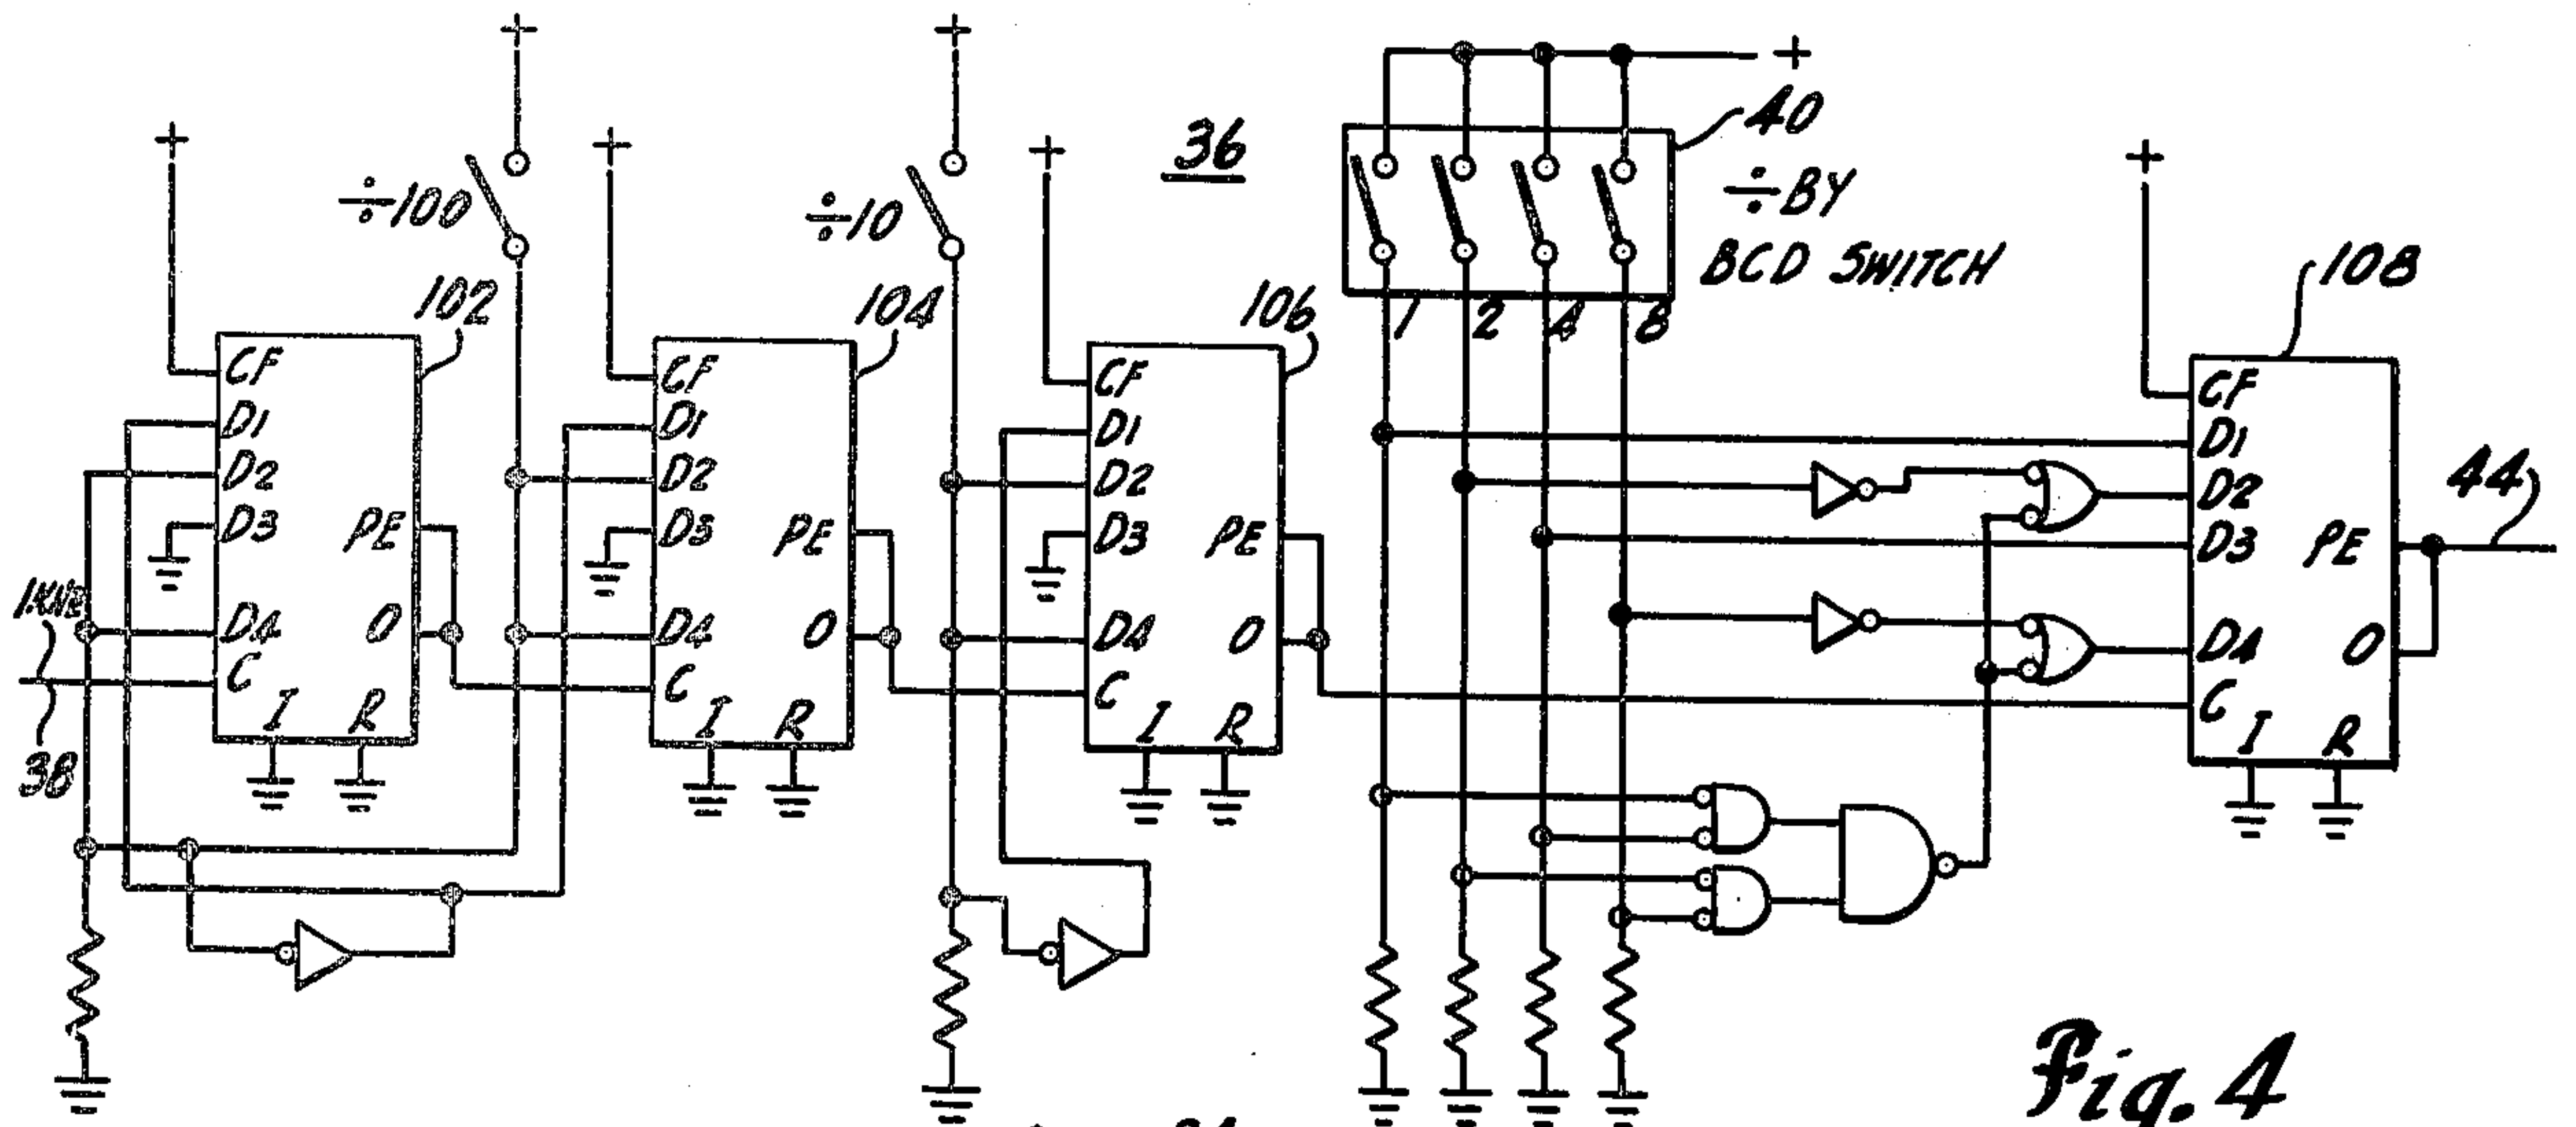 +
+
+
+
+
+
+
36
40
÷100
÷10
÷BY
BCD SWITCH
1
2
4
8
102
104
106
108
44
CF
D1
D2
D3
D4
C
PE
O
I
R
CF
D1
D2
D3
D4
C
PE
O
I
R
CF
D1
D2
D3
D4
C
PE
O
I
R
CF
D1
D2
D3
D4
C
PE
O
I
R
38
Fig. 4